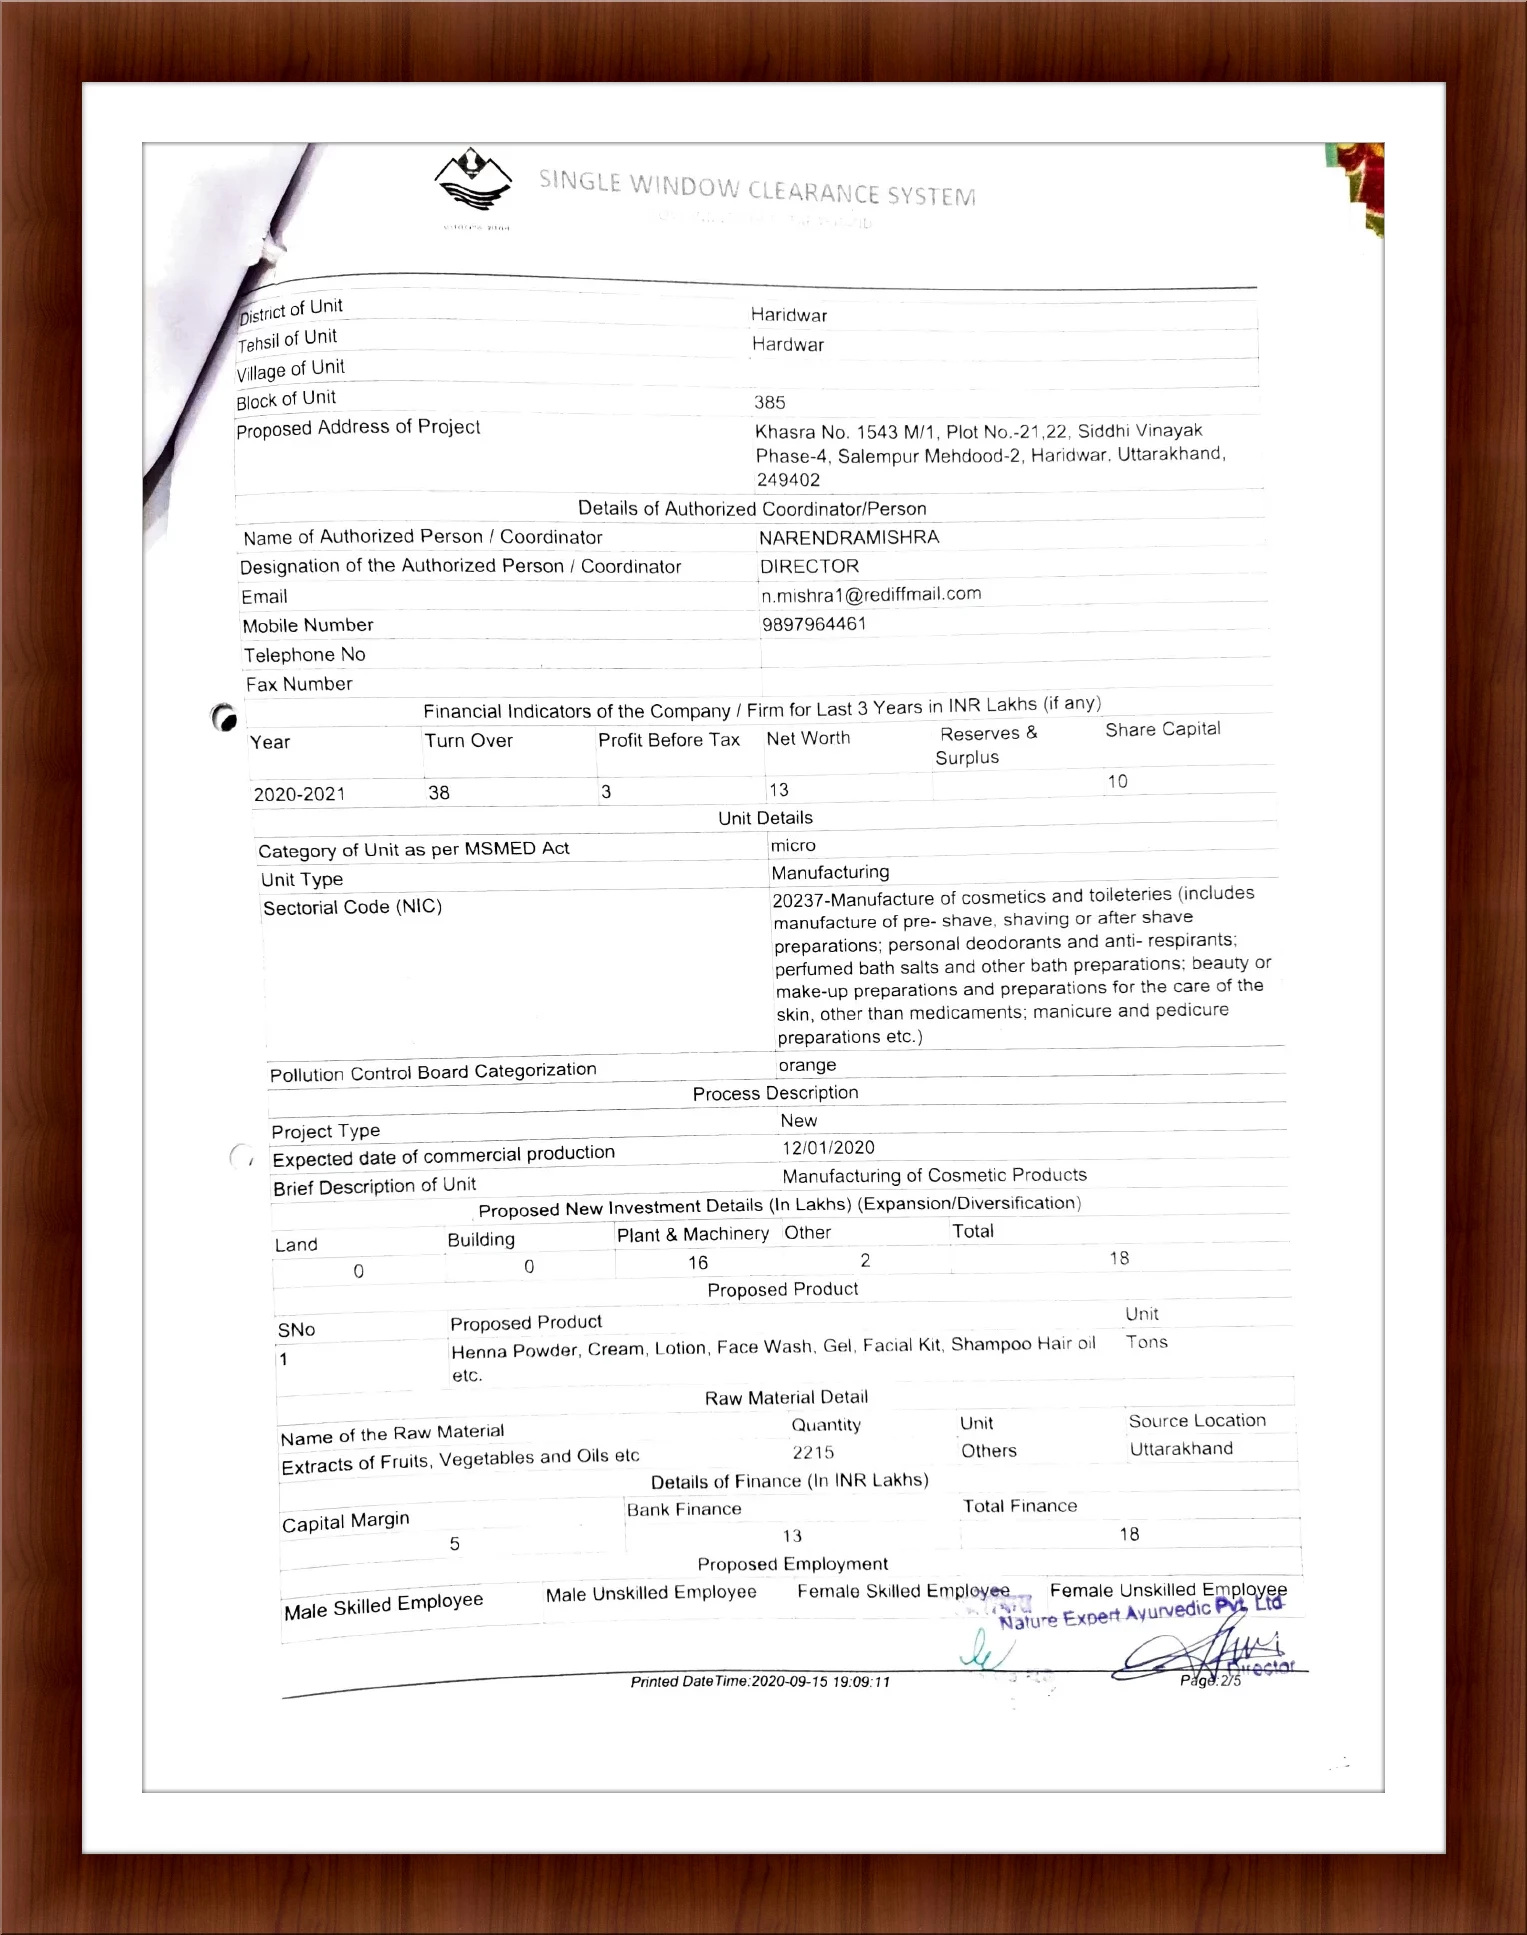 SINGLE WINDOW CLEARANCE SYSTEM
District of Unit Haridwar
Tehsil of Unit Hardwar
Village of Unit
Block of Unit 385
Proposed Address of Project Khasra No. 1543 M/1, Plot No.-21,22, Siddhi Vinayak
Phase-4, Salempur Mehdood-2, Haridwar, Uttarakhand,
249402
Details of Authorized Coordinator/Person
Name of Authorized Person / Coordinator NARENDRAMISHRA
Designation of the Authorized Person / Coordinator DIRECTOR
Email n.mishra1@rediffmail.com
Mobile Number 9897964461
Telephone No
Fax Number
Financial Indicators of the Company / Firm for Last 3 Years in INR Lakhs (if any)
Year Turn Over Profit Before Tax Net Worth Reserves & Share Capital
Surplus
2020-2021 38 3 13 10
Unit Details
Category of Unit as per MSMED Act micro
Unit Type Manufacturing
Sectorial Code (NIC) 20237-Manufacture of cosmetics and toileteries (includes
manufacture of pre- shave, shaving or after shave
preparations; personal deodorants and anti- respirants;
perfumed bath salts and other bath preparations; beauty or
make-up preparations and preparations for the care of the
skin, other than medicaments; manicure and pedicure
preparations etc.)
Pollution Control Board Categorization orange
Process Description
Project Type New
Expected date of commercial production 12/01/2020
Brief Description of Unit Manufacturing of Cosmetic Products
Proposed New Investment Details (In Lakhs) (Expansion/Diversification)
Land Building Plant & Machinery Other Total
0 0 16 2 18
Proposed Product
SNo Proposed Product Unit
1 Henna Powder, Cream, Lotion, Face Wash, Gel, Facial Kit, Shampoo Hair oil Tons
etc.
Raw Material Detail
Name of the Raw Material Quantity Unit Source Location
Extracts of Fruits, Vegetables and Oils etc 2215 Others Uttarakhand
Details of Finance (In INR Lakhs)
Capital Margin Bank Finance Total Finance
5 13 18
Proposed Employment
Male Skilled Employee Male Unskilled Employee Female Skilled Employee Female Unskilled Employee
Nature Expert Ayurvedic Pvt. Ltd.
Director
Printed DateTime:2020-09-15 19:09:11 Page:2/5